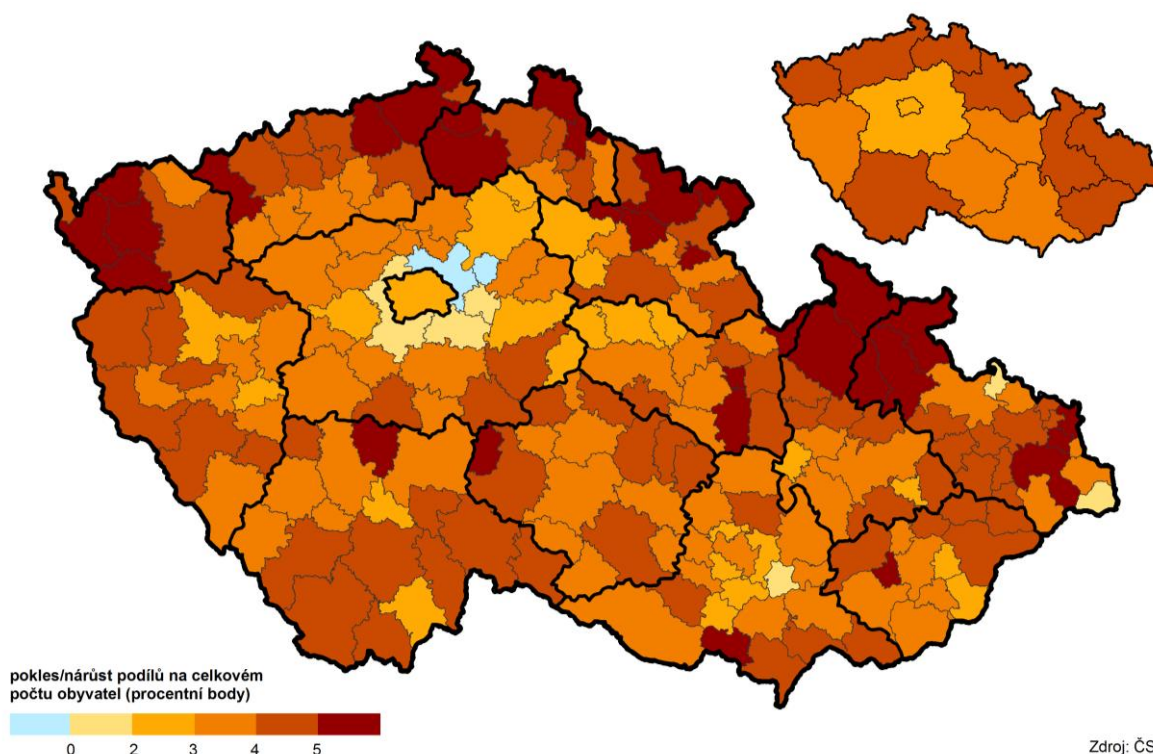 pokles/nárůst podílů na celkovém
počtu obyvatel (procentní body)
0 2 3 4 5
Zdroj: ČS